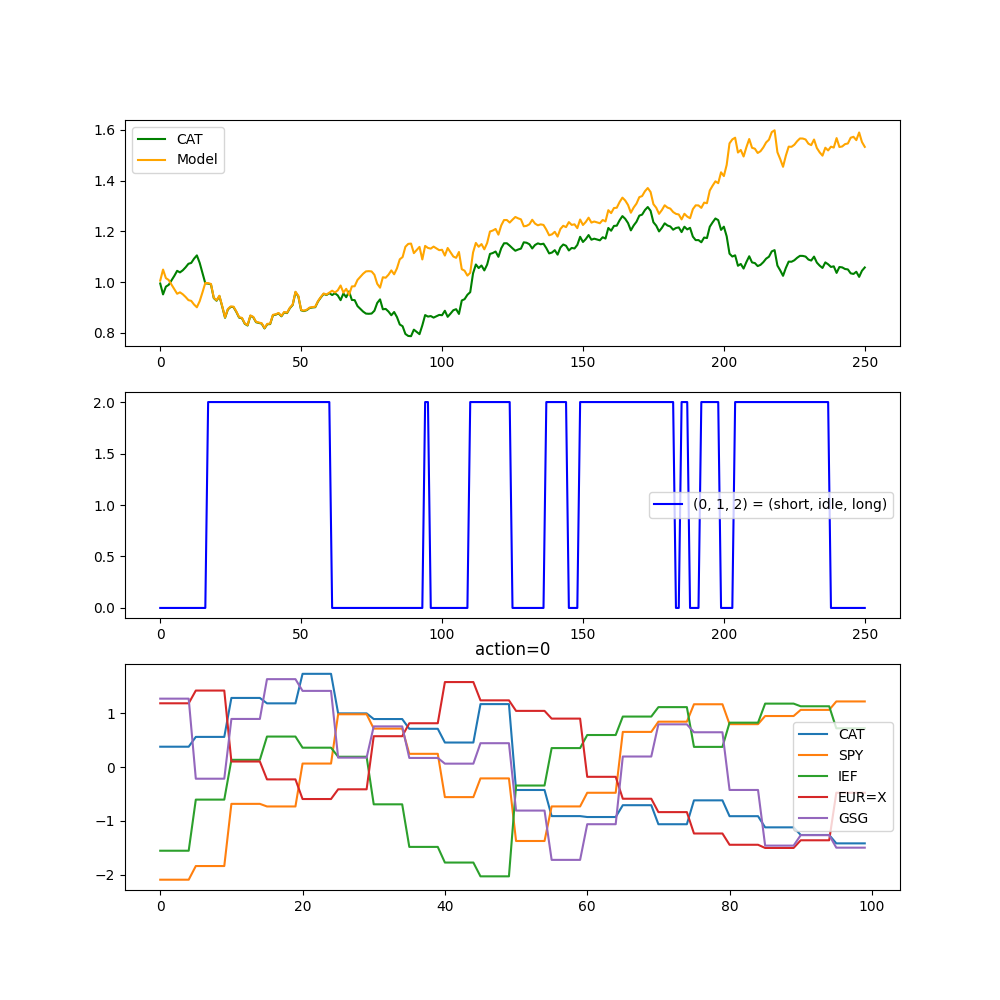 1.6
1.4
1.2
1.0
0.8
CAT
Model
0 50 100 150 200 250
2.0
1.5
1.0
0.5
0.0
(0, 1, 2) = (short, idle, long)
0 50 100 150 200 250
action=0
1
0
−1
−2
CAT
SPY
IEF
EUR=X
GSG
0 20 40 60 80 100